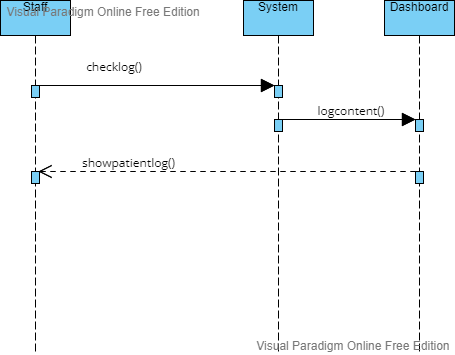 Staff
System
Dashboard
Visual Paradigm Online Free Edition
checklog()
logcontent()
showpatientlog()
Visual Paradigm Online Free Edition